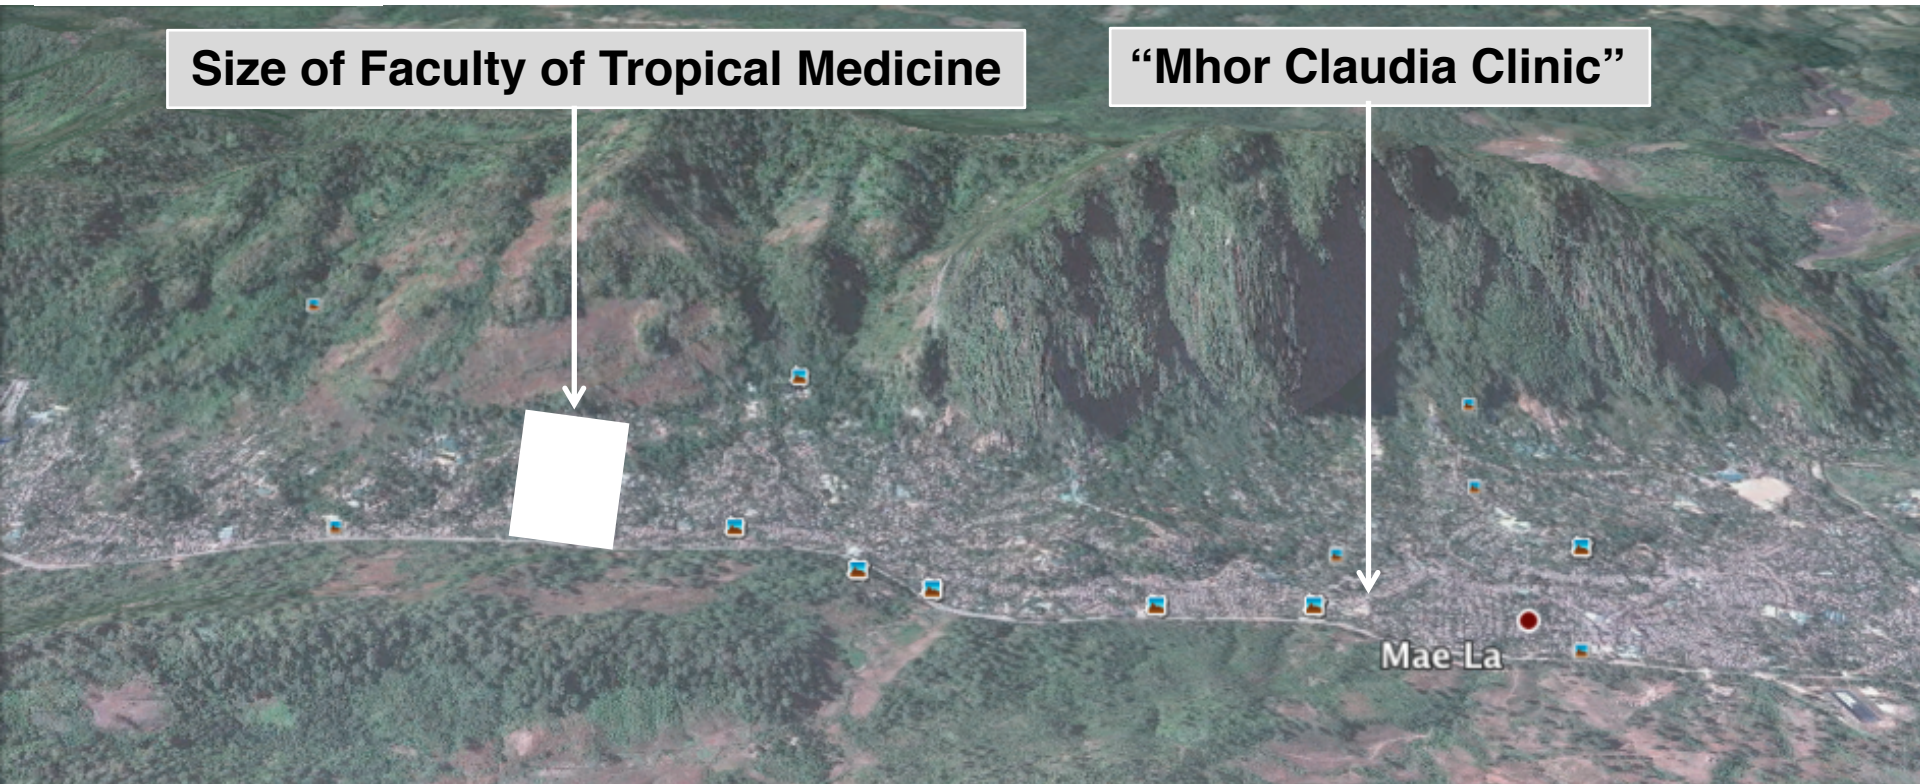 Size of Faculty of Tropical Medicine
“Mhor Claudia Clinic”
Mae La